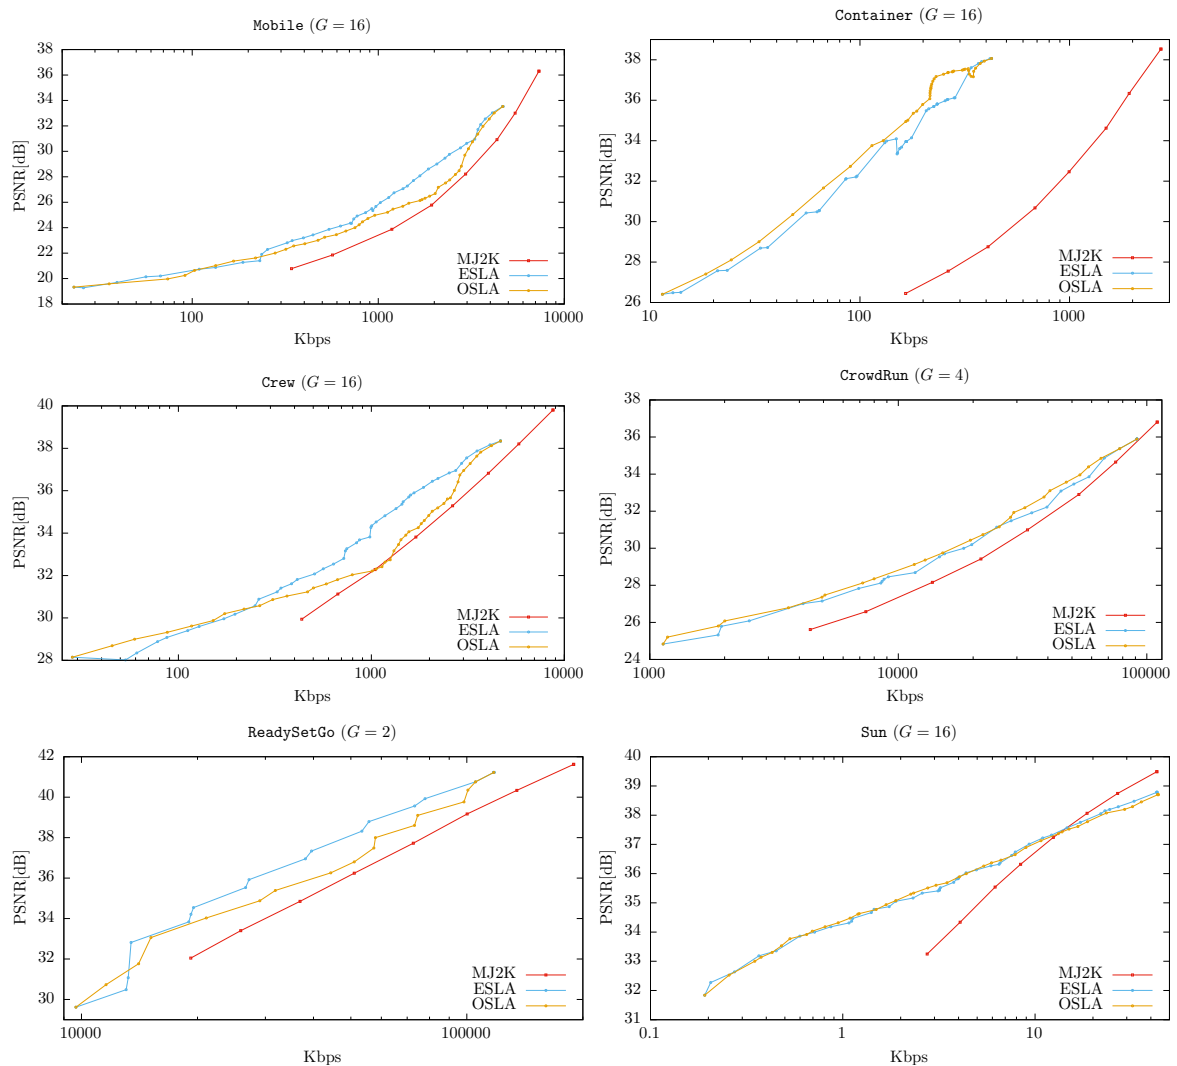 Mobile (G = 16)
38
36
34
32
30
28
26
24
22
20
18
PSNR[dB]
MJ2K
ESLA
OSLA
100
1000
10000
Kbps
Container (G = 16)
38
36
34
32
30
28
26
PSNR[dB]
MJ2K
ESLA
OSLA
10
100
1000
Kbps
Crew (G = 16)
40
38
36
34
32
30
28
PSNR[dB]
MJ2K
ESLA
OSLA
100
1000
10000
Kbps
CrowdRun (G = 4)
38
36
34
32
30
28
26
24
PSNR[dB]
MJ2K
ESLA
OSLA
1000
10000
100000
Kbps
ReadySetGo (G = 2)
42
40
38
36
34
32
30
PSNR[dB]
MJ2K
ESLA
OSLA
10000
100000
Kbps
Sun (G = 16)
40
39
38
37
36
35
34
33
32
31
PSNR[dB]
MJ2K
ESLA
OSLA
0.1
1
10
Kbps